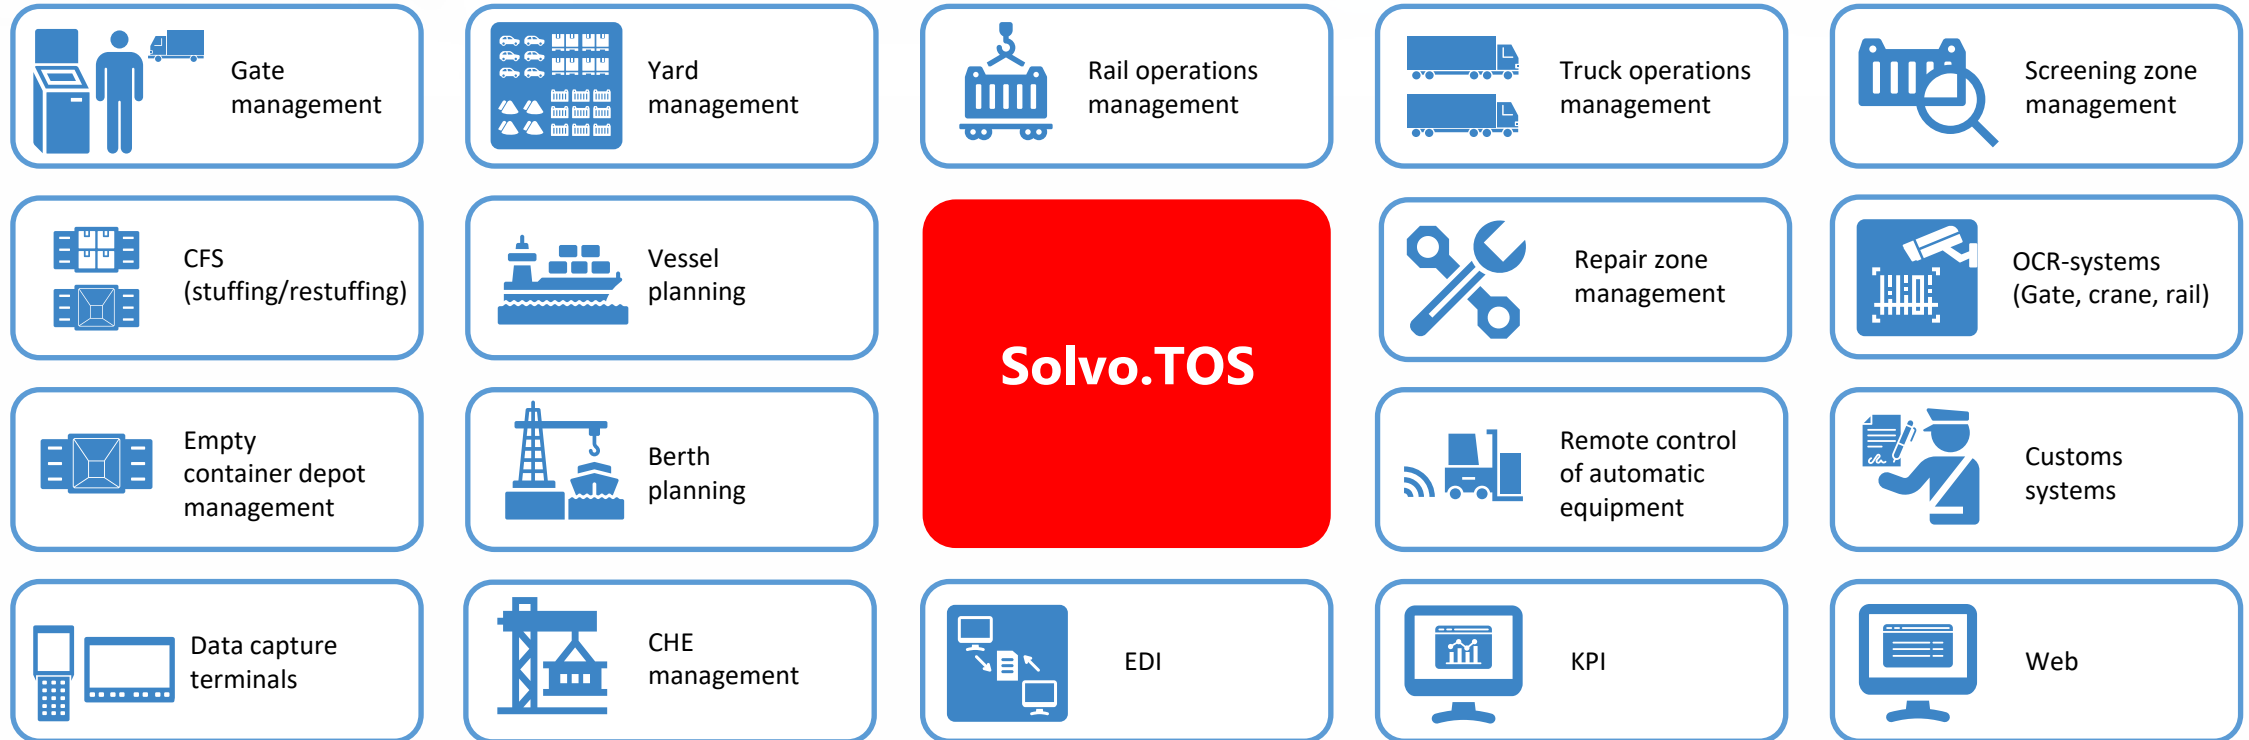 Gate
management
Yard
management
Rail operations
management
Truck operations
management
Screening zone
management
CFS
(stuffing/restuffing)
Vessel
planning
Solvo.TOS
Repair zone
management
OCR-systems
(Gate, crane, rail)
Empty
container depot
management
Berth
planning
Remote control
of automatic
equipment
Customs
systems
Data capture
terminals
CHE
management
EDI
KPI
Web